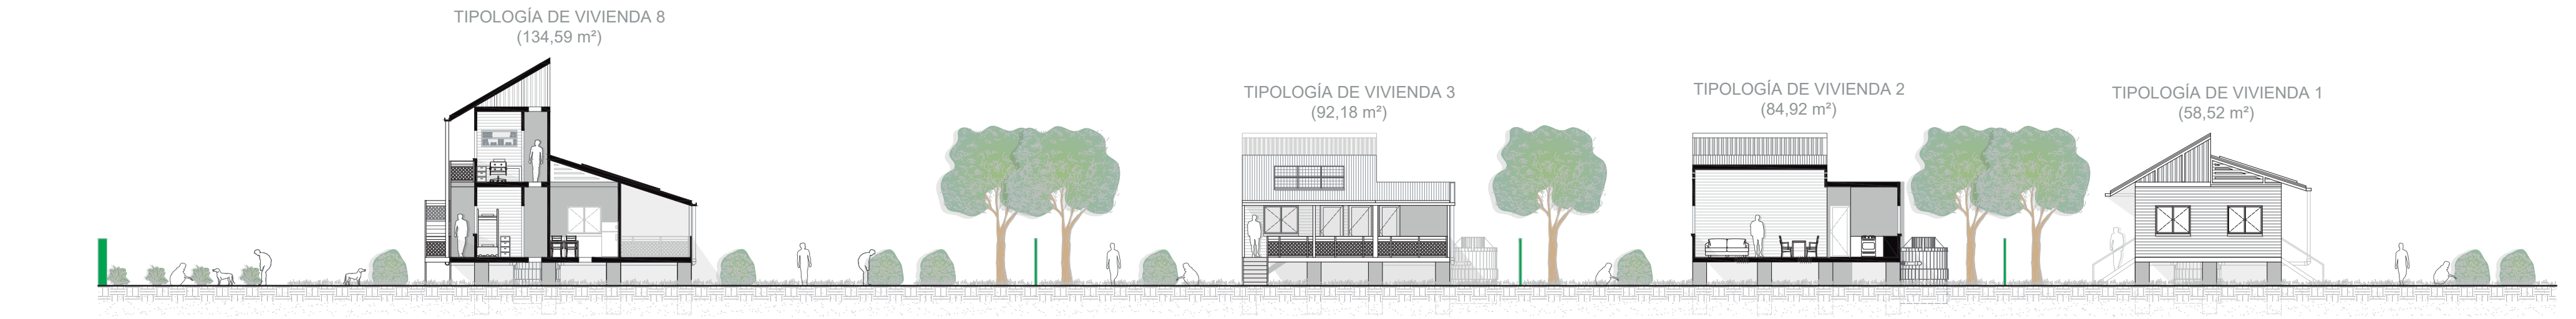 TIPOLOGÍA DE VIVIENDA 8
(134,59 m²)
TIPOLOGÍA DE VIVIENDA 3
(92,18 m²)
TIPOLOGÍA DE VIVIENDA 2
(84,92 m²)
TIPOLOGÍA DE VIVIENDA 1
(58,52 m²)